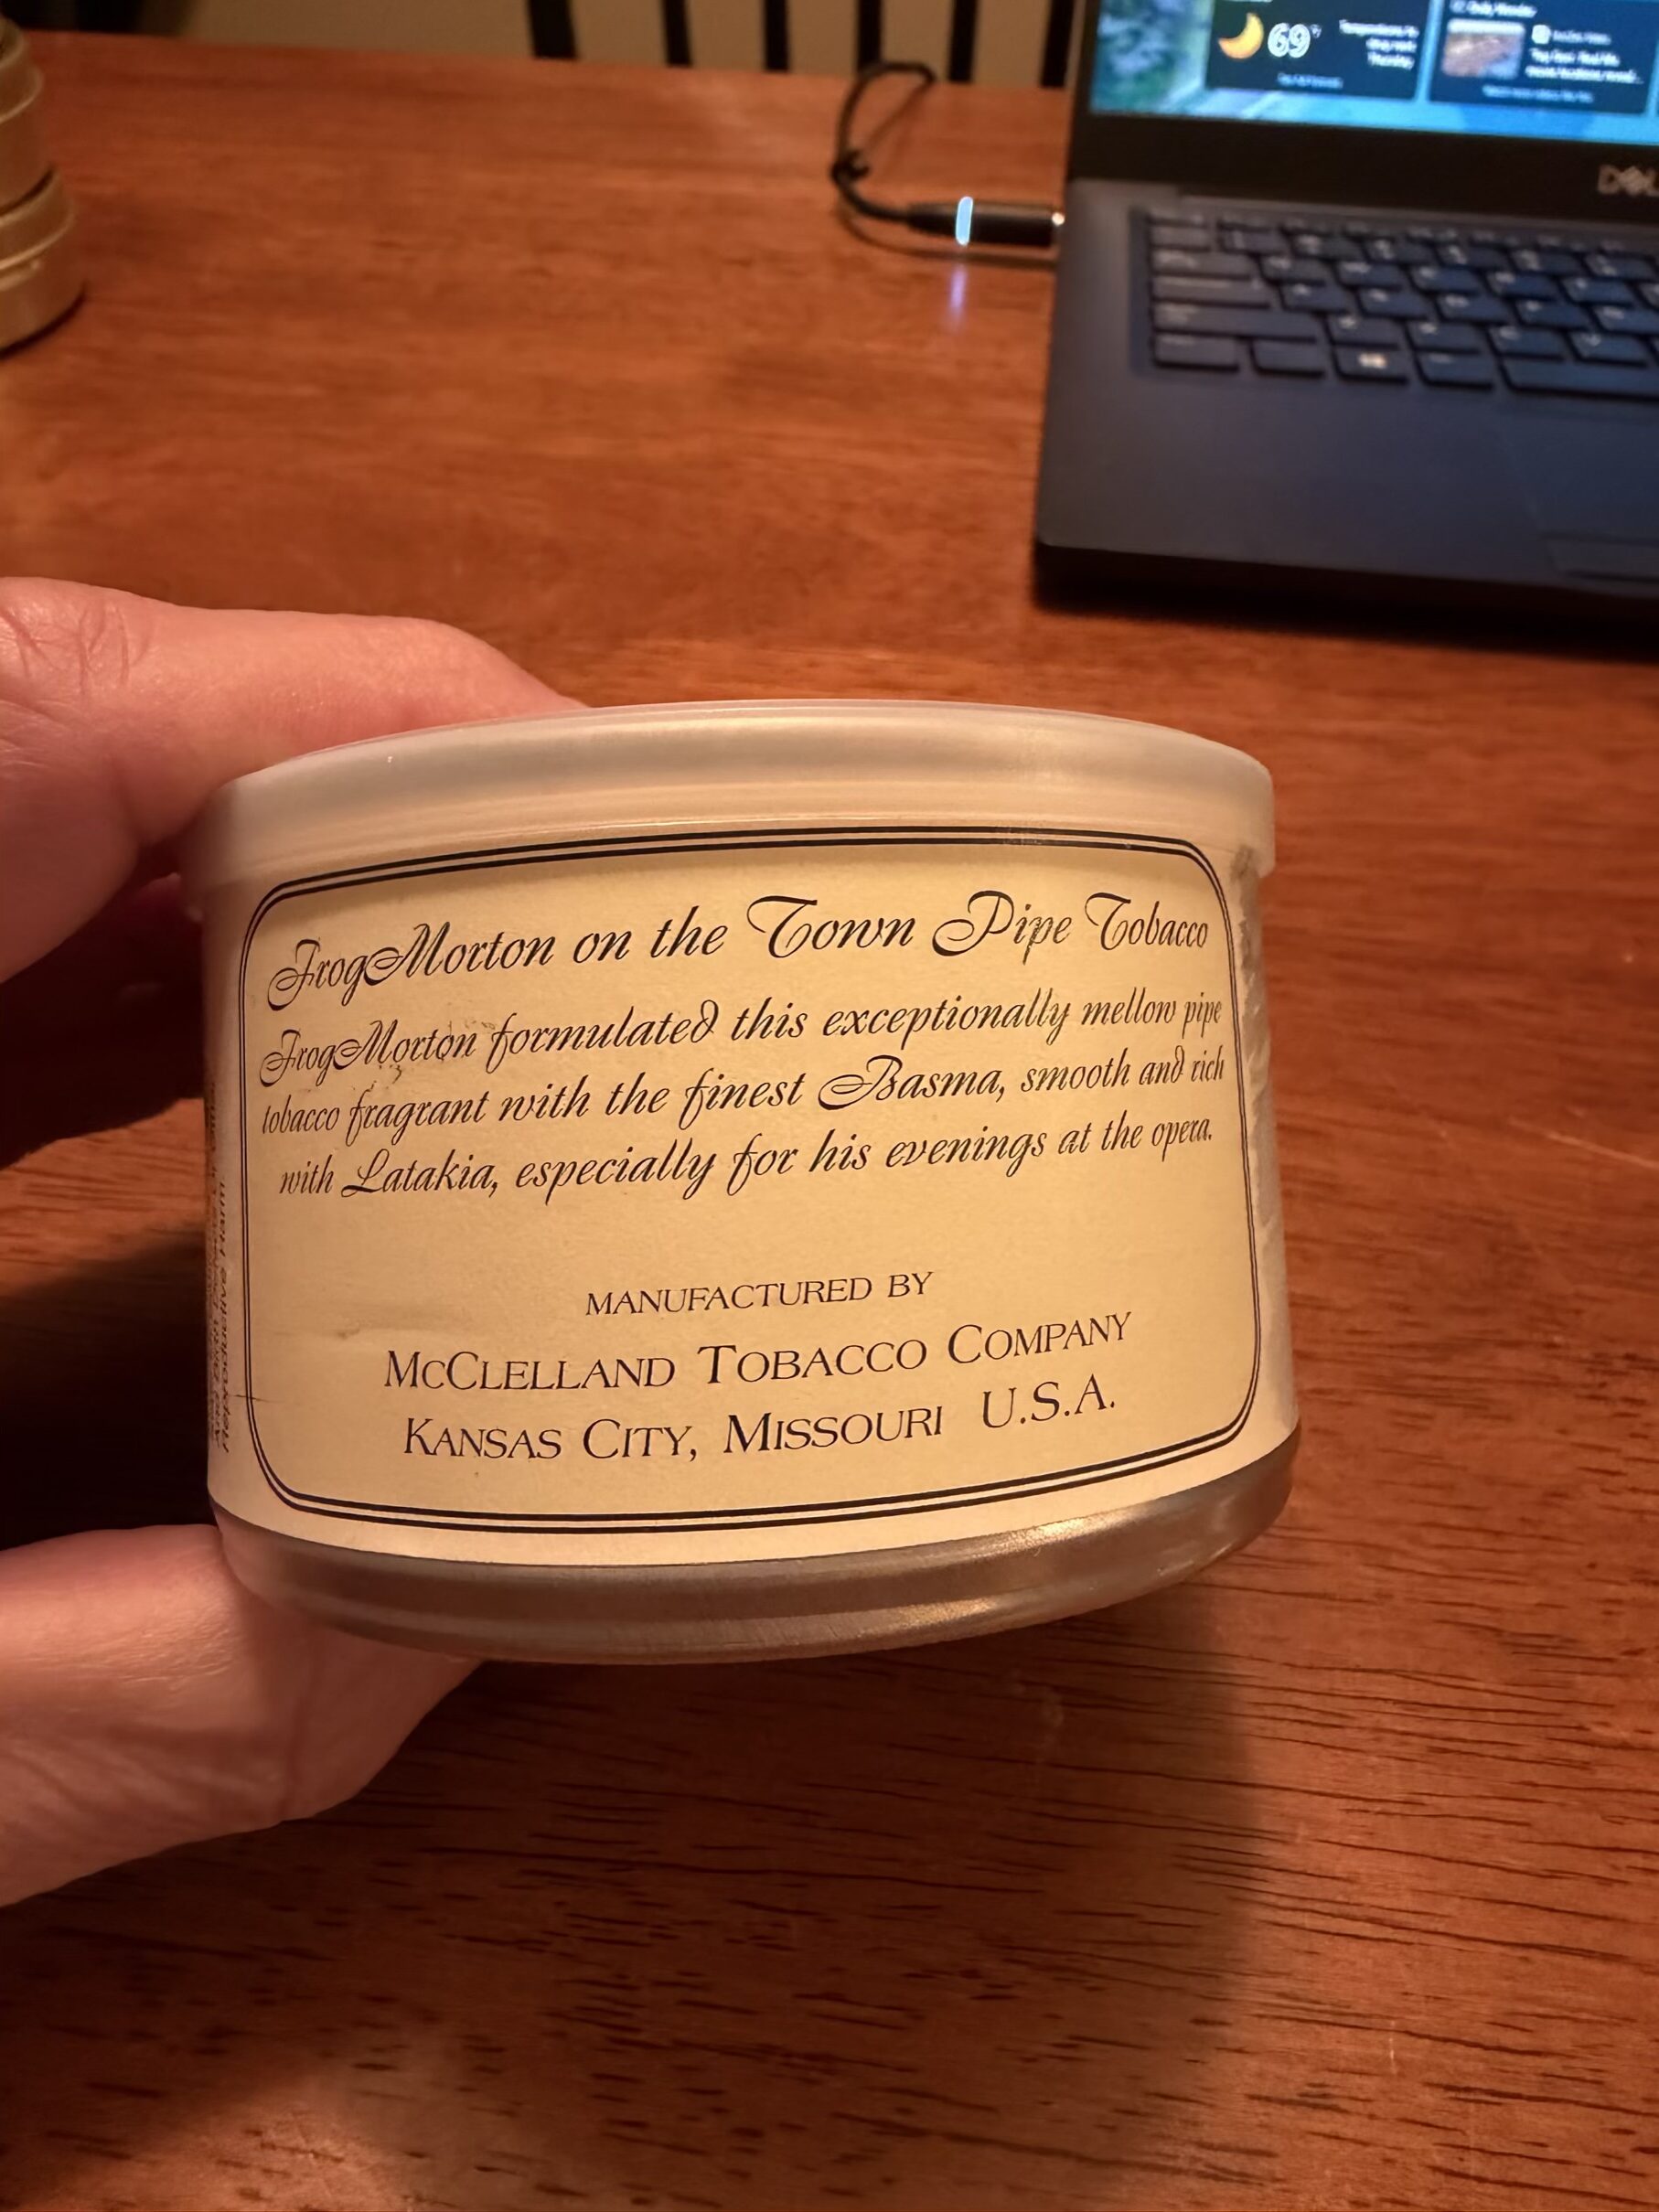 69°
DELL
FrogMorton on the Town Pipe Tobacco
FrogMorton formulated this exceptionally mellow pipe
tobacco fragrant with the finest Basma, smooth and rich
with Latakia, especially for his evenings at the opera.
MANUFACTURED BY
MCCLELLAND TOBACCO COMPANY
KANSAS CITY, MISSOURI U.S.A.